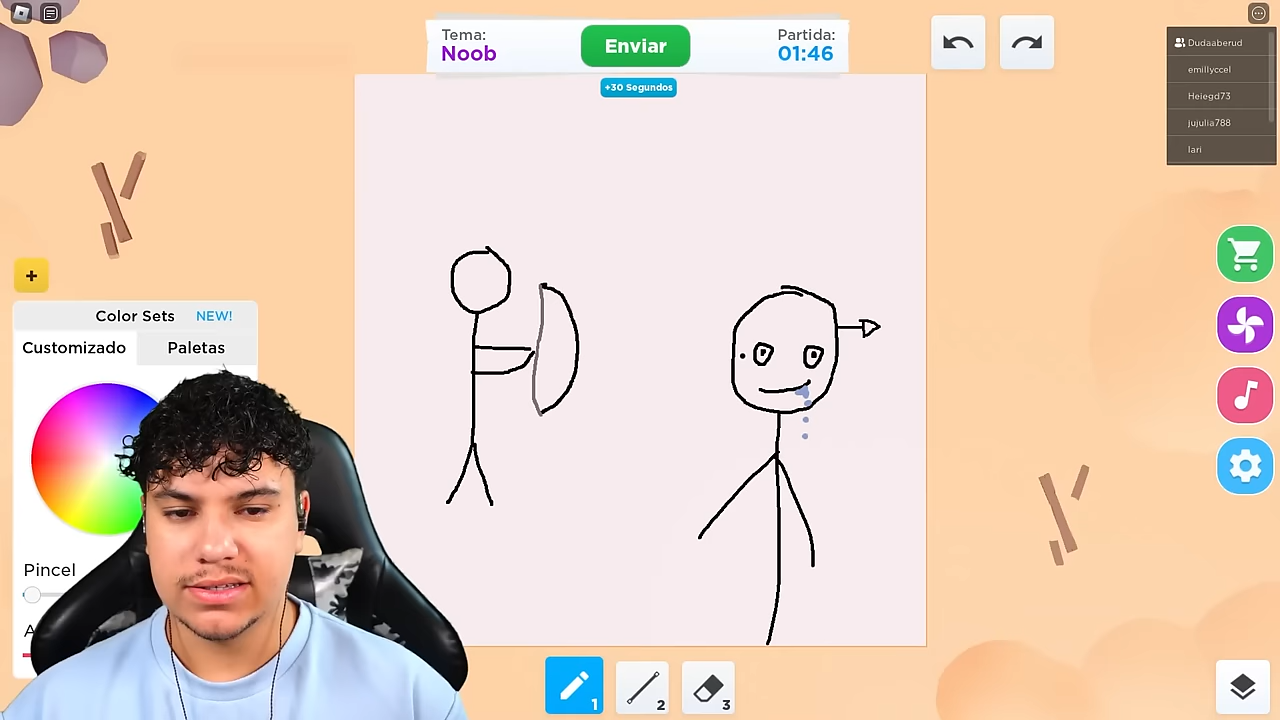 Tema:
Noob
Enviar
Partida:
01:46
+30 Segundos
Dudaaberud
emillyccel
Heiegd73
jujulia788
lari
+
Color Sets NEW!
Customizado Paletas
Pincel
A
1
2
3